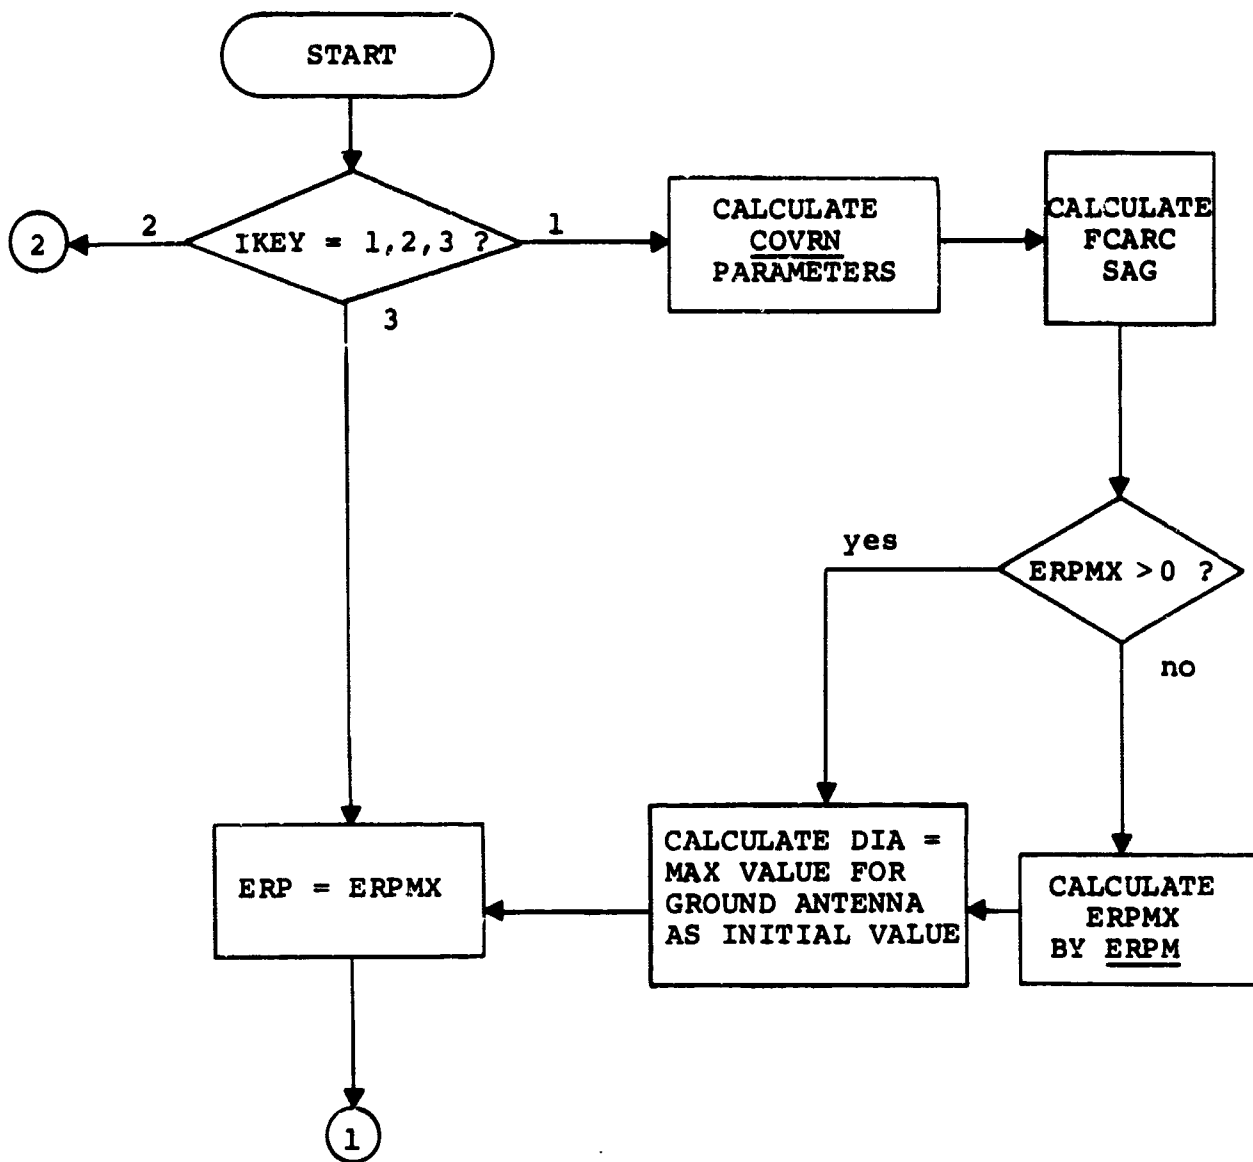 START
IKEY = 1,2,3 ?
2
2
1
3
CALCULATE
COVRN
PARAMETERS
CALCULATE
FCARC
SAG
ERPMX > 0 ?
yes
no
CALCULATE
ERPMX
BY ERPM
CALCULATE DIA =
MAX VALUE FOR
GROUND ANTENNA
AS INITIAL VALUE
ERP = ERPMX
1